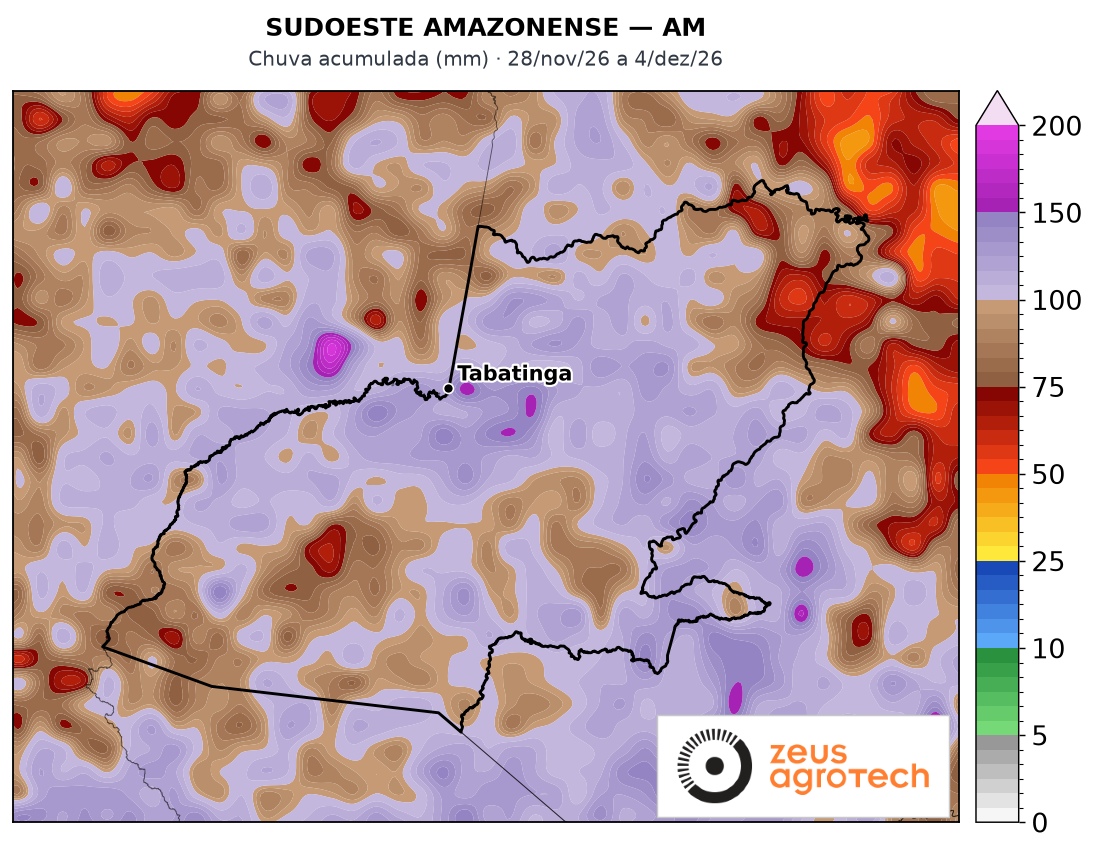 SUDOESTE AMAZONENSE — AM
Chuva acumulada (mm) · 28/nov/26 a 4/dez/26
Tabatinga
200
150
100
75
50
25
10
5
0
zeus
agrotech